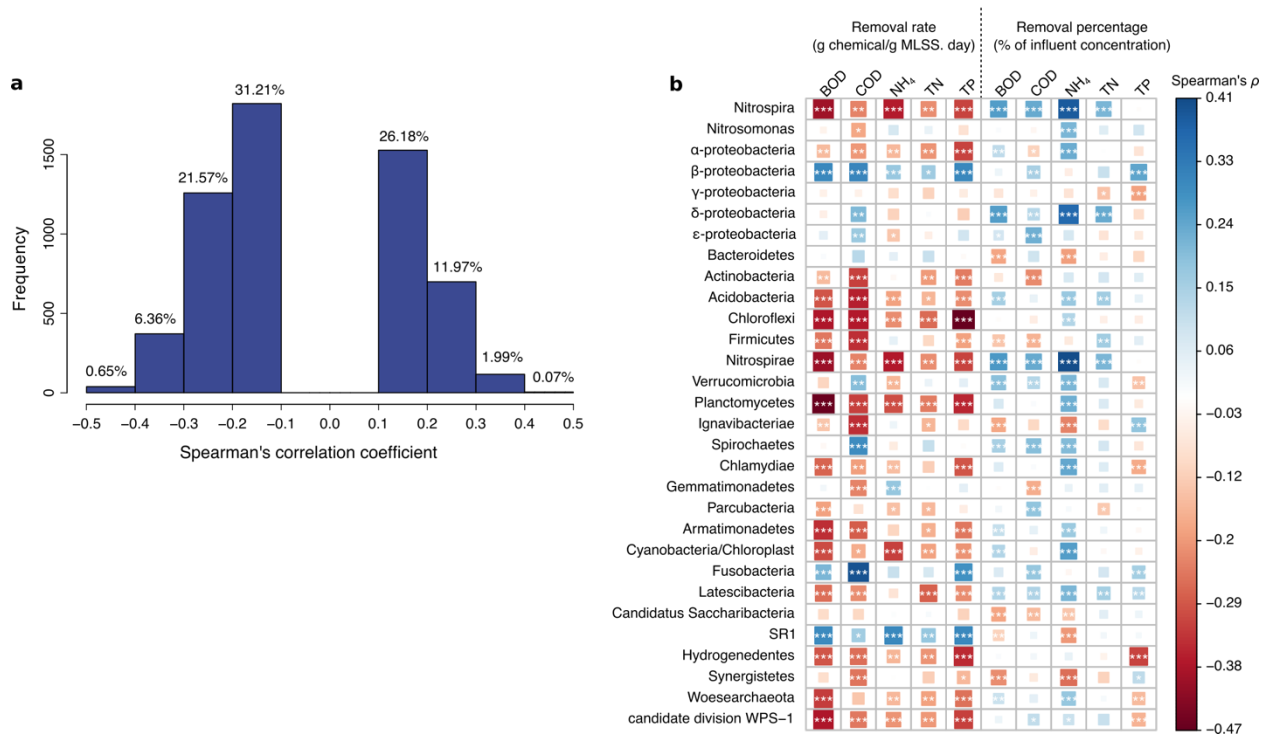 a
Frequency
0
500
1000
1500
0.65%
6.36%
21.57%
31.21%
26.18%
11.97%
1.99%
0.07%
−0.5
−0.4
−0.3
−0.2
−0.1
0.0
0.1
0.2
0.3
0.4
0.5
Spearman's correlation coefficient
b
Removal rate
(g chemical/g MLSS. day)
Removal percentage
(% of influent concentration)
BOD
COD
NH₄
TN
TP
BOD
COD
NH₄
TN
TP
Nitrospira
Nitrosomonas
α-proteobacteria
β-proteobacteria
γ-proteobacteria
δ-proteobacteria
ε-proteobacteria
Bacteroidetes
Actinobacteria
Acidobacteria
Chloroflexi
Firmicutes
Nitrospirae
Verrucomicrobia
Planctomycetes
Ignavibacteriae
Spirochaetes
Chlamydiae
Gemmatimonadetes
Parcubacteria
Armatimonadetes
Cyanobacteria/Chloroplast
Fusobacteria
Latescibacteria
Candidatus Saccharibacteria
SR1
Hydrogenedentes
Synergistetes
Woesearchaeota
candidate division WPS−1
Spearman's ρ
0.41
0.33
0.24
0.15
0.06
−0.03
−0.12
−0.2
−0.29
−0.38
−0.47